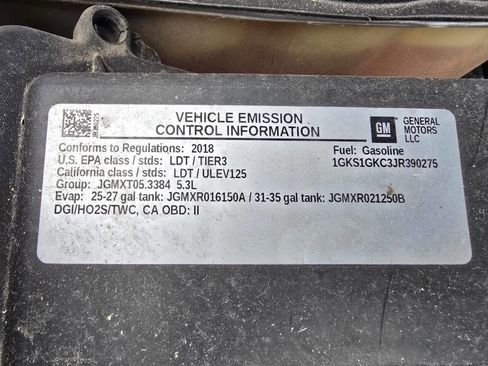 VEHICLE EMISSION
CONTROL INFORMATION
GM
GENERAL
MOTORS
LLC
Conforms to Regulations: 2018
Fuel: Gasoline
U.S. EPA class / stds: LDT / TIER3
1GKS1GKC3JR390275
California class / stds: LDT / ULEV125
Group: JGMXT05.3384 5.3L
Evap: 25-27 gal tank: JGMXR016150A / 31-35 gal tank: JGMXR021250B
DGI/HO2S/TWC, CA OBD: II